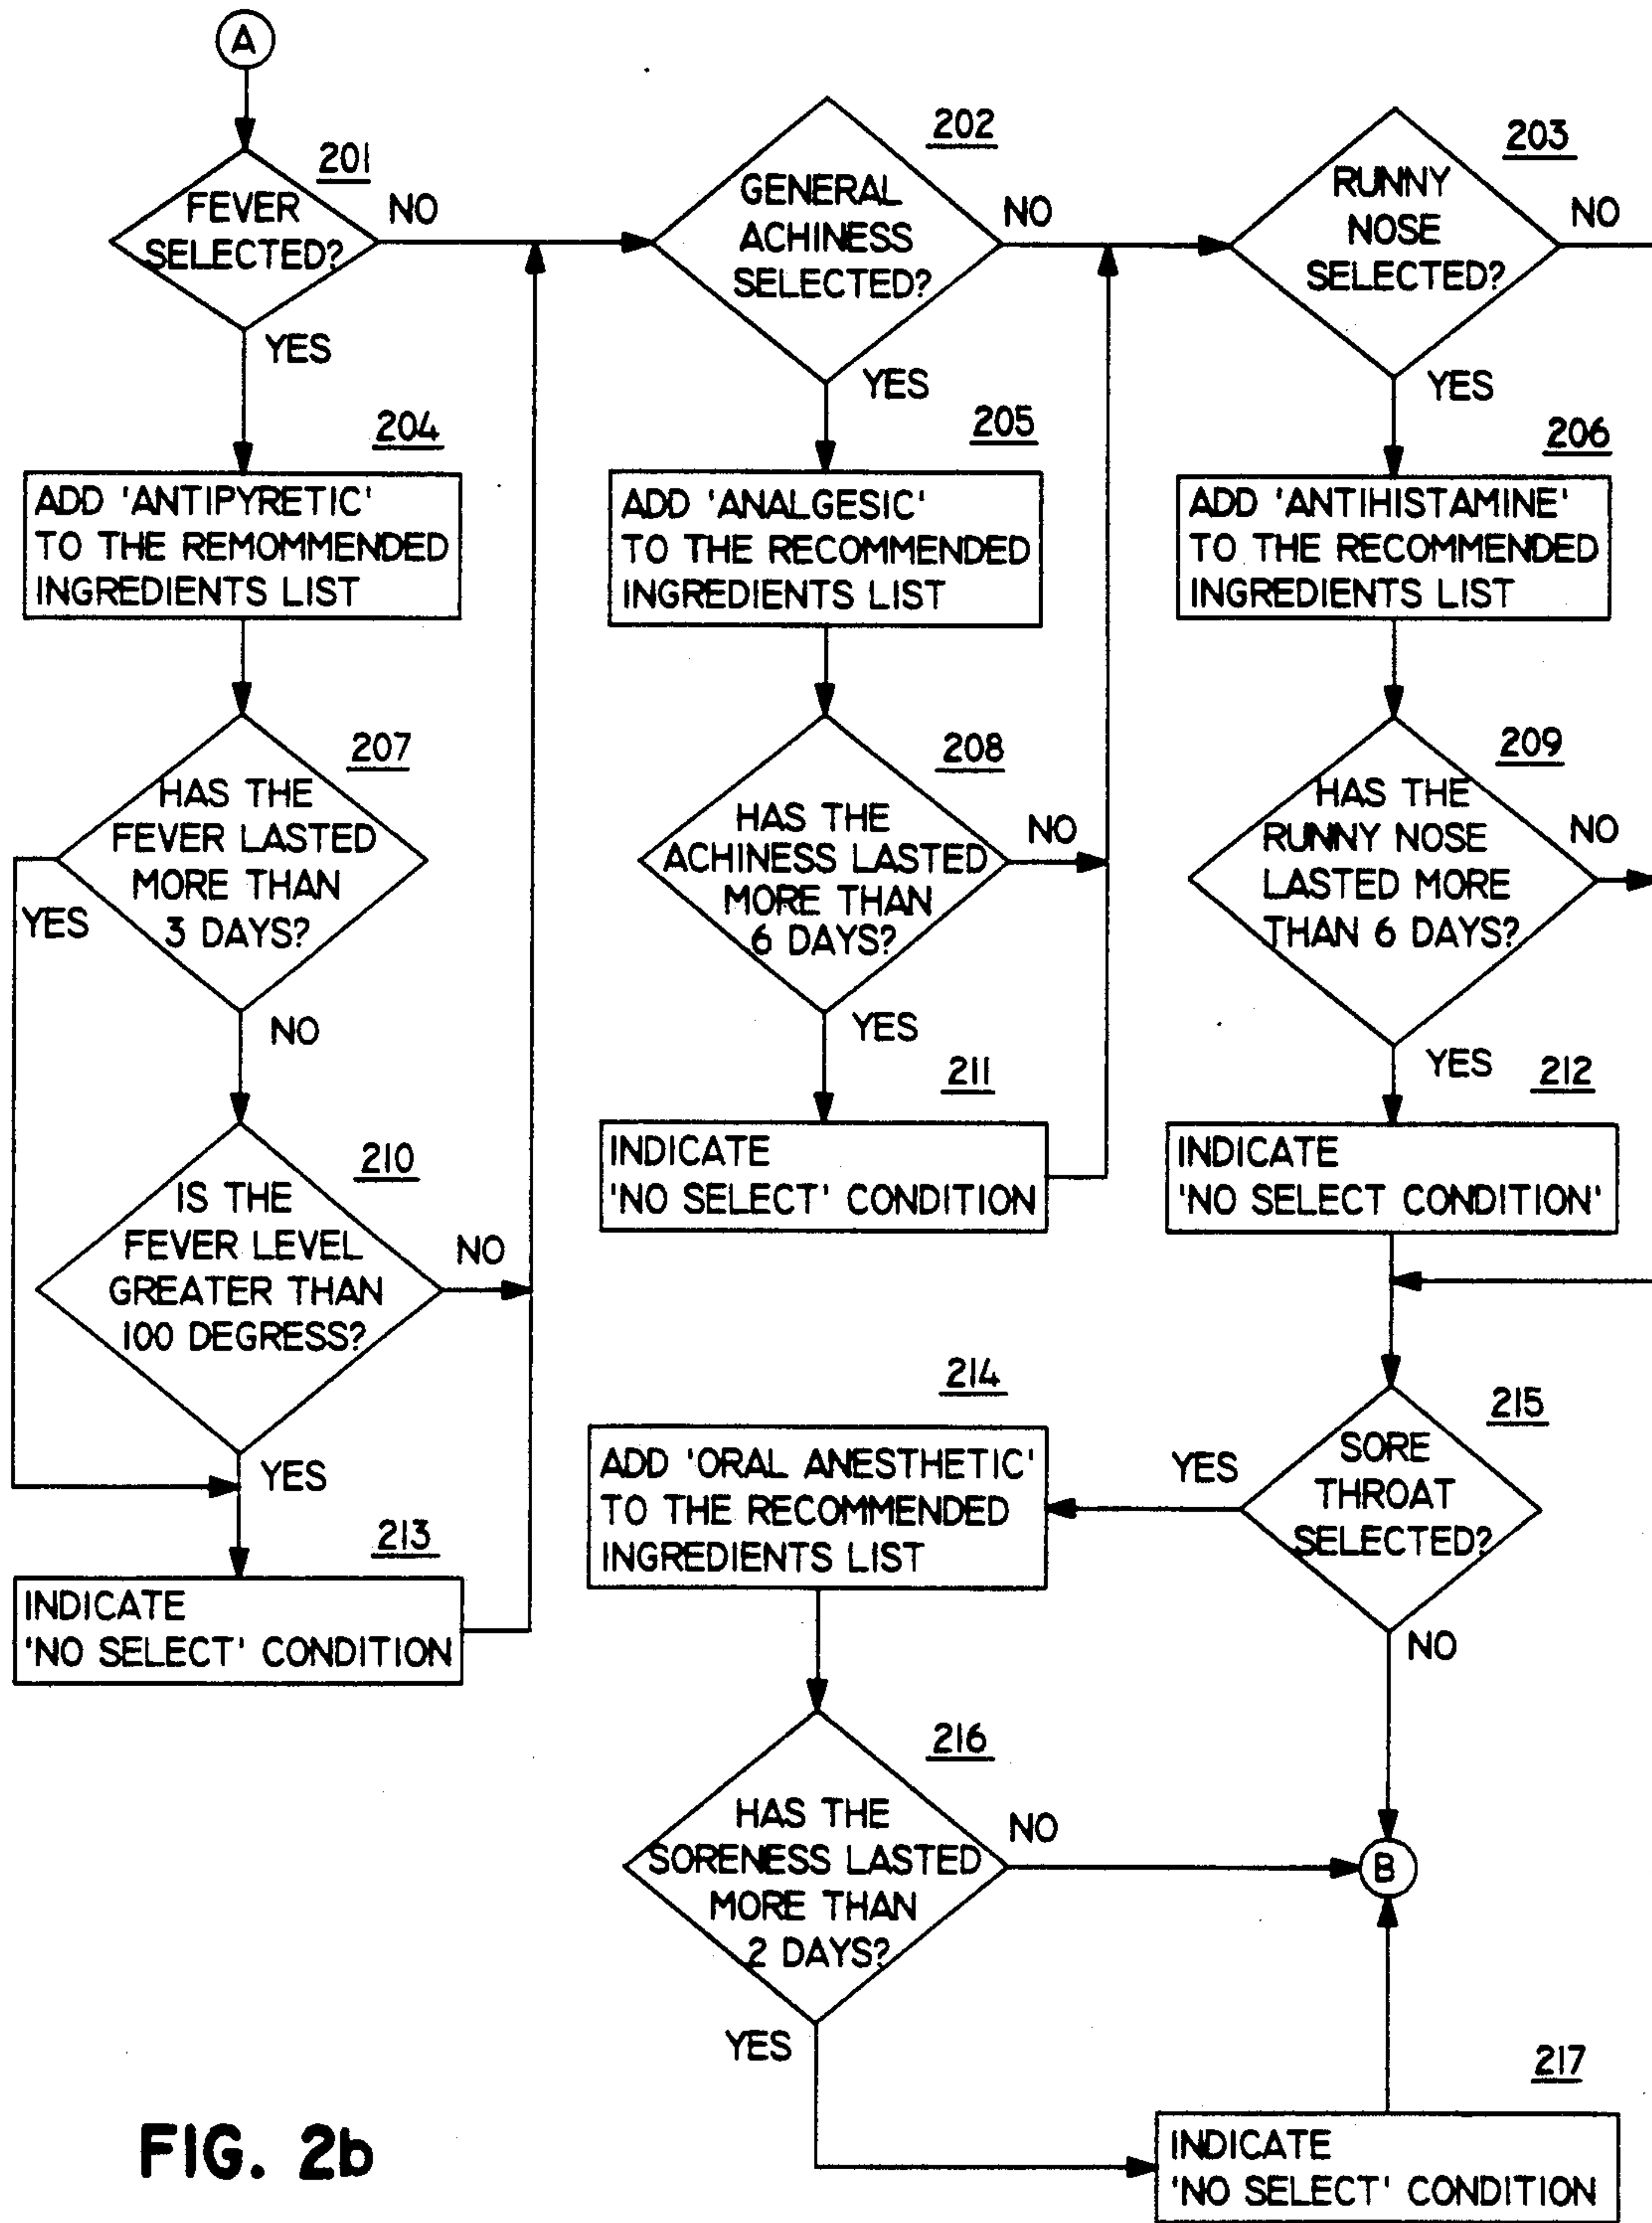 A
201
FEVER
SELECTED?
NO
YES
204
ADD 'ANTIPYRETIC'
TO THE REMOMMENDED
INGREDIENTS LIST
207
HAS THE
FEVER LASTED
MORE THAN
3 DAYS?
YES
NO
210
IS THE
FEVER LEVEL
GREATER THAN
100 DEGRESS?
NO
YES
213
INDICATE
'NO SELECT' CONDITION
202
GENERAL
ACHINESS
SELECTED?
NO
YES
205
ADD 'ANALGESIC'
TO THE RECOMMENDED
INGREDIENTS LIST
208
HAS THE
ACHINESS LASTED
MORE THAN
6 DAYS?
NO
YES
211
INDICATE
'NO SELECT' CONDITION
203
RUNNY
NOSE
SELECTED?
NO
YES
206
ADD 'ANTIHISTAMINE'
TO THE RECOMMENDED
INGREDIENTS LIST
209
HAS THE
RUNNY NOSE
LASTED MORE
THAN 6 DAYS?
NO
YES
212
INDICATE
'NO SELECT CONDITION'
215
SORE
THROAT
SELECTED?
YES
NO
214
ADD 'ORAL ANESTHETIC'
TO THE RECOMMENDED
INGREDIENTS LIST
216
HAS THE
SORENESS LASTED
MORE THAN
2 DAYS?
NO
YES
B
217
INDICATE
'NO SELECT' CONDITION
FIG. 2b